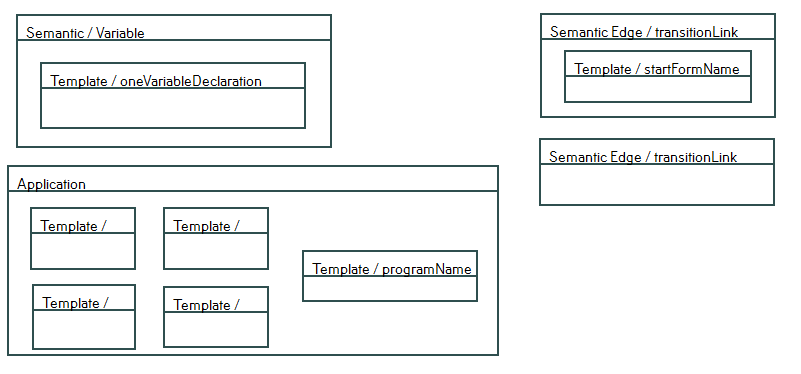 Semantic / Variable
Template / oneVariableDeclaration
Semantic Edge / transitionLink
Template / startFormName
Semantic Edge / transitionLink
Application
Template /
Template /
Template / programName
Template /
Template /